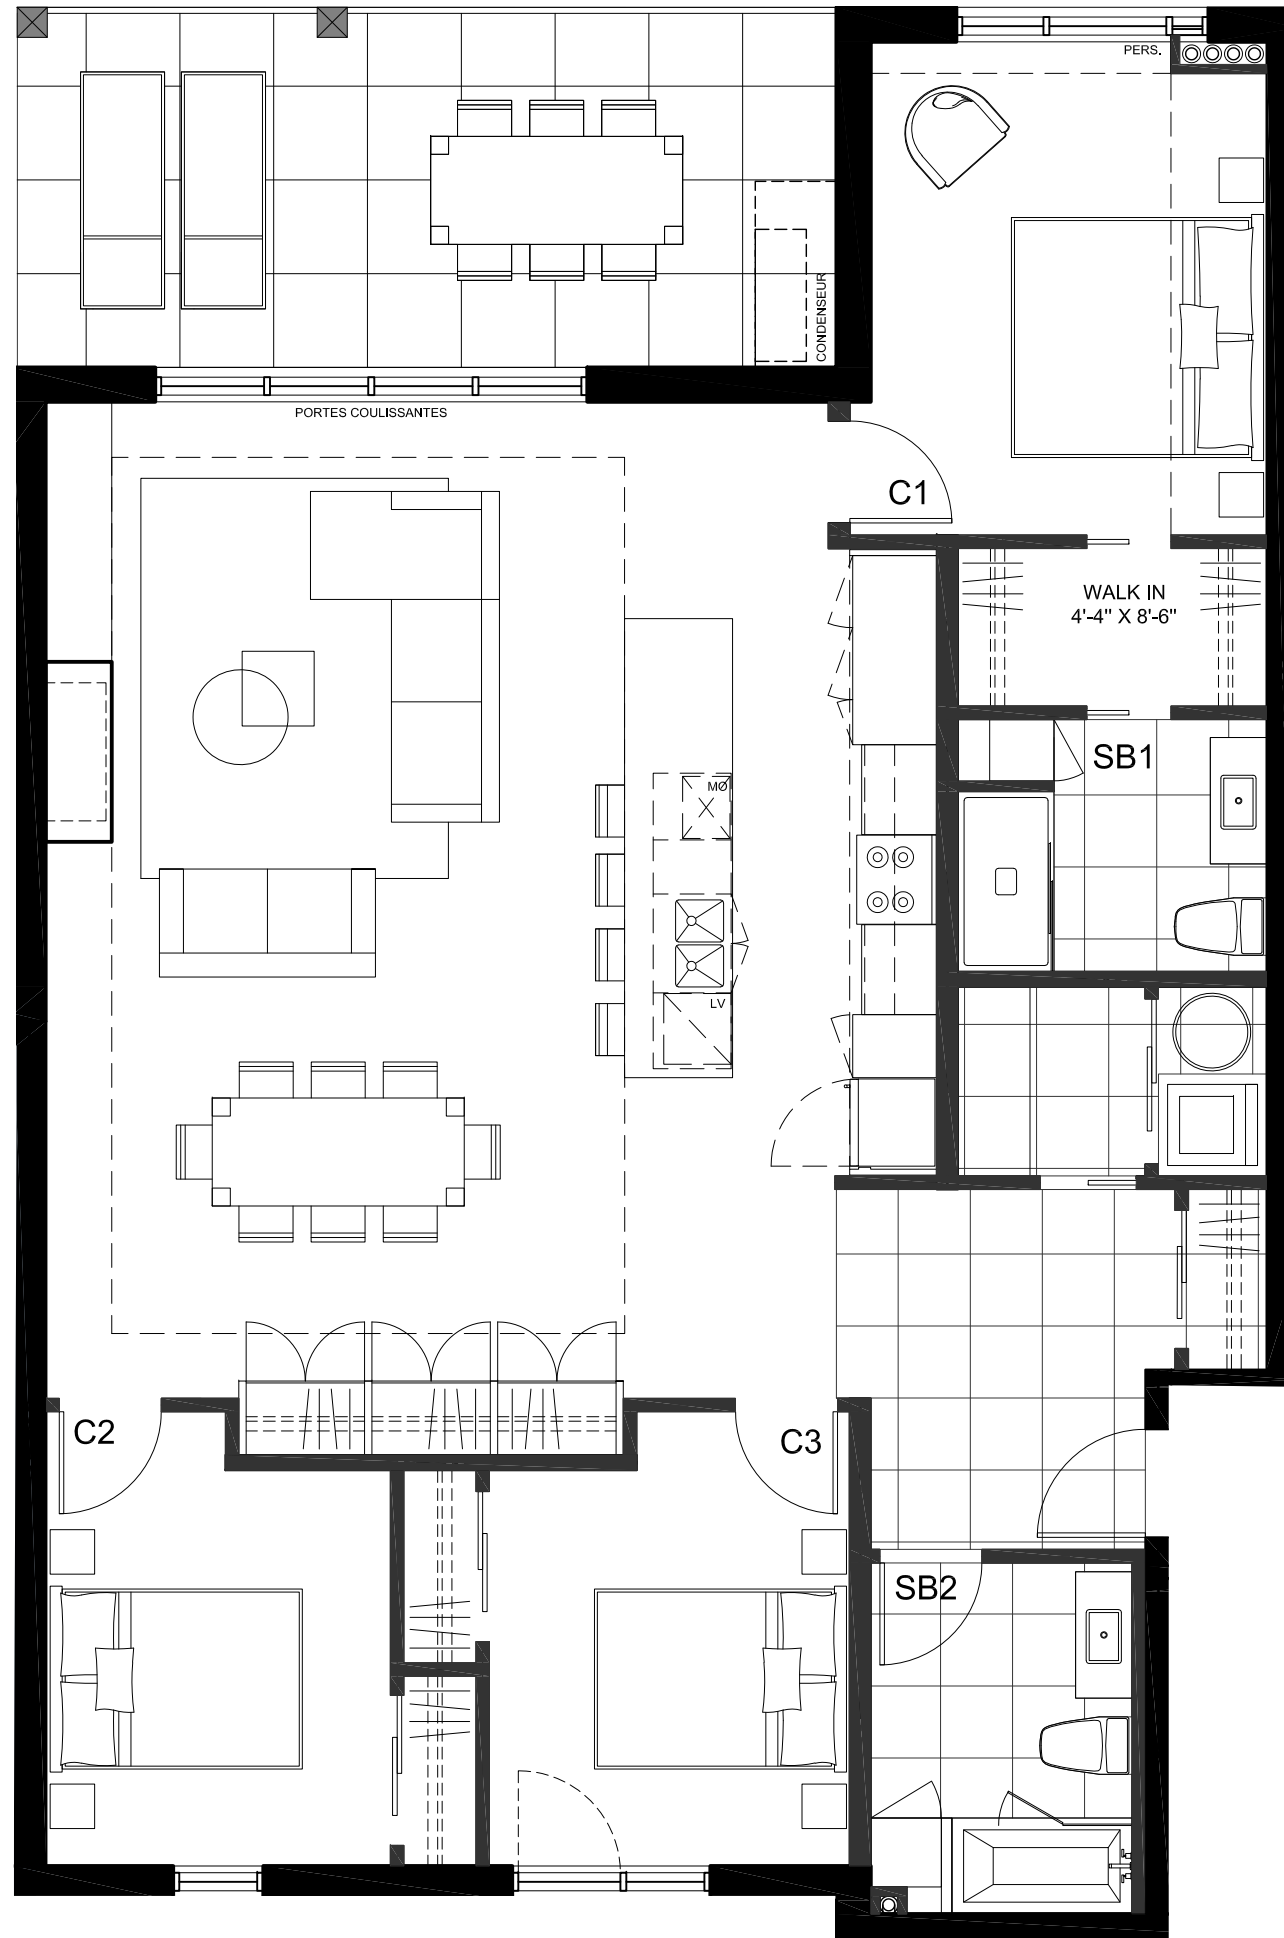 PERS.
CONDENSEUR
PORTES COULISSANTES
C1
WALK IN
4'-4" X 8'-6"
SB1
MO
LV
C2
C3
SB2